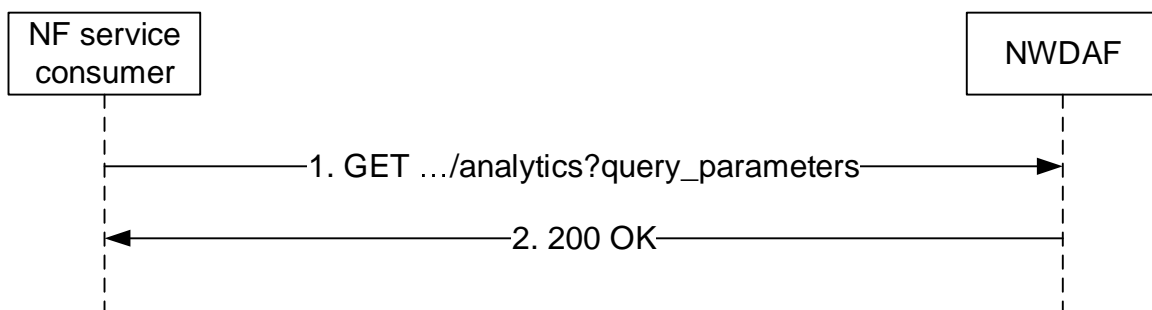 NF service
consumer
NWDAF
1. GET …/analytics?query_parameters
2. 200 OK